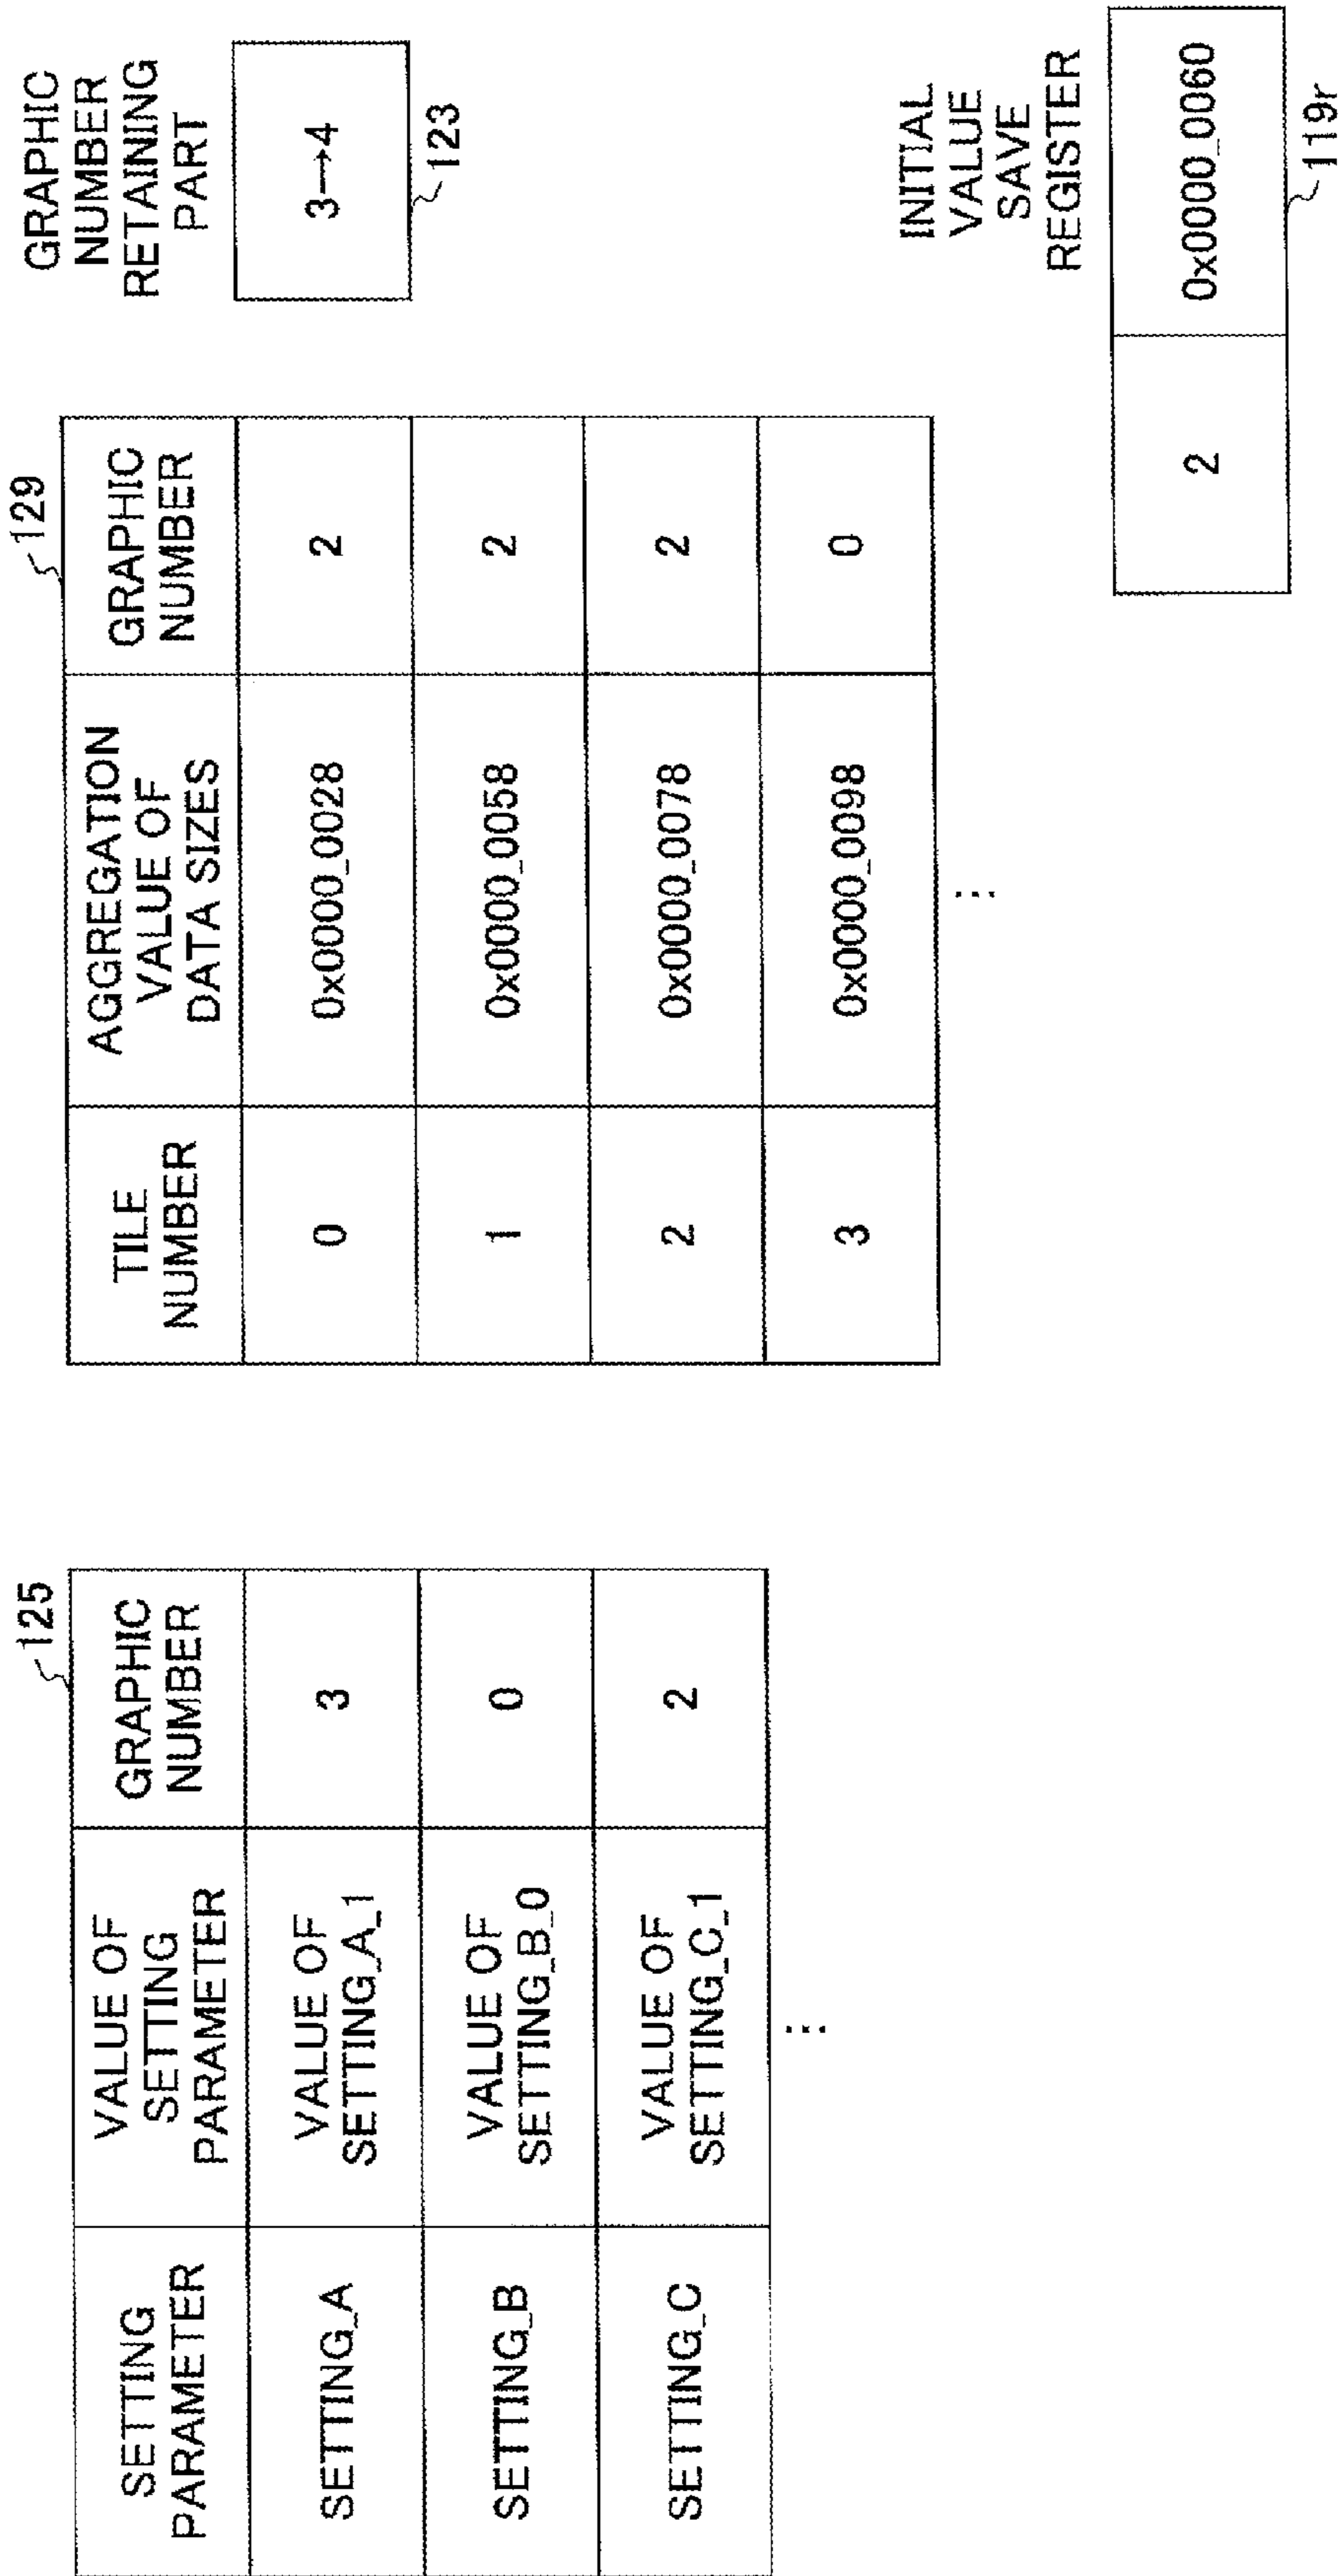 125
SETTING
PARAMETER
VALUE OF
SETTING
PARAMETER
GRAPHIC
NUMBER
SETTING_A
VALUE OF
SETTING_A_1
3
SETTING_B
VALUE OF
SETTING_B_0
0
SETTING_C
VALUE OF
SETTING_C_1
2
...
129
TILE
NUMBER
AGGREGATION
VALUE OF
DATA SIZES
GRAPHIC
NUMBER
0
0x0000_0028
2
1
0x0000_0058
2
2
0x0000_0078
2
3
0x0000_0098
0
...
GRAPHIC
NUMBER
RETAINING
PART
3→4
123
INITIAL
VALUE
SAVE
REGISTER
2
0x0000_0060
119r